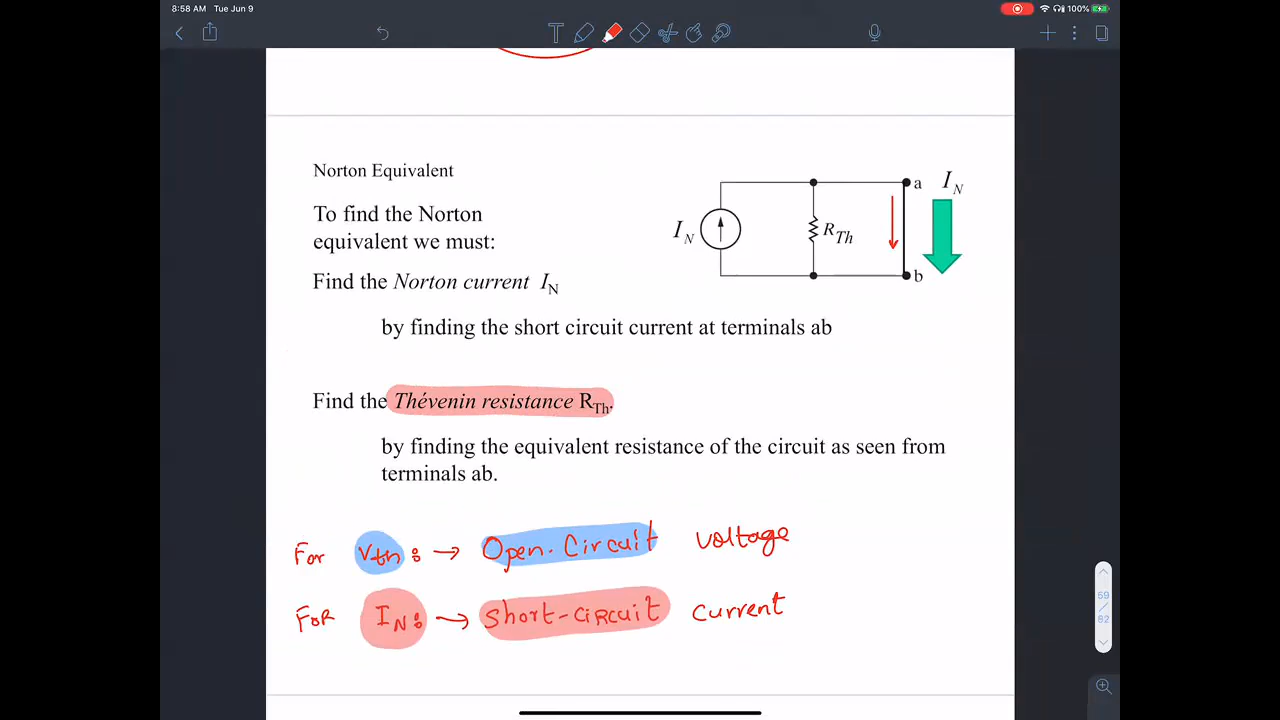 8:58 AM Tue Jun 9
100%
T
Norton Equivalent
To find the Norton
equivalent we must:
Find the Norton current I_N
by finding the short circuit current at terminals ab
I_N
R_Th
a
b
I_N
Find the Thévenin resistance R_Th.
by finding the equivalent resistance of the circuit as seen from
terminals ab.
For Vth: → Open-Circuit voltage
FOR IN: → Short-CIRCUIT current
59
/
82